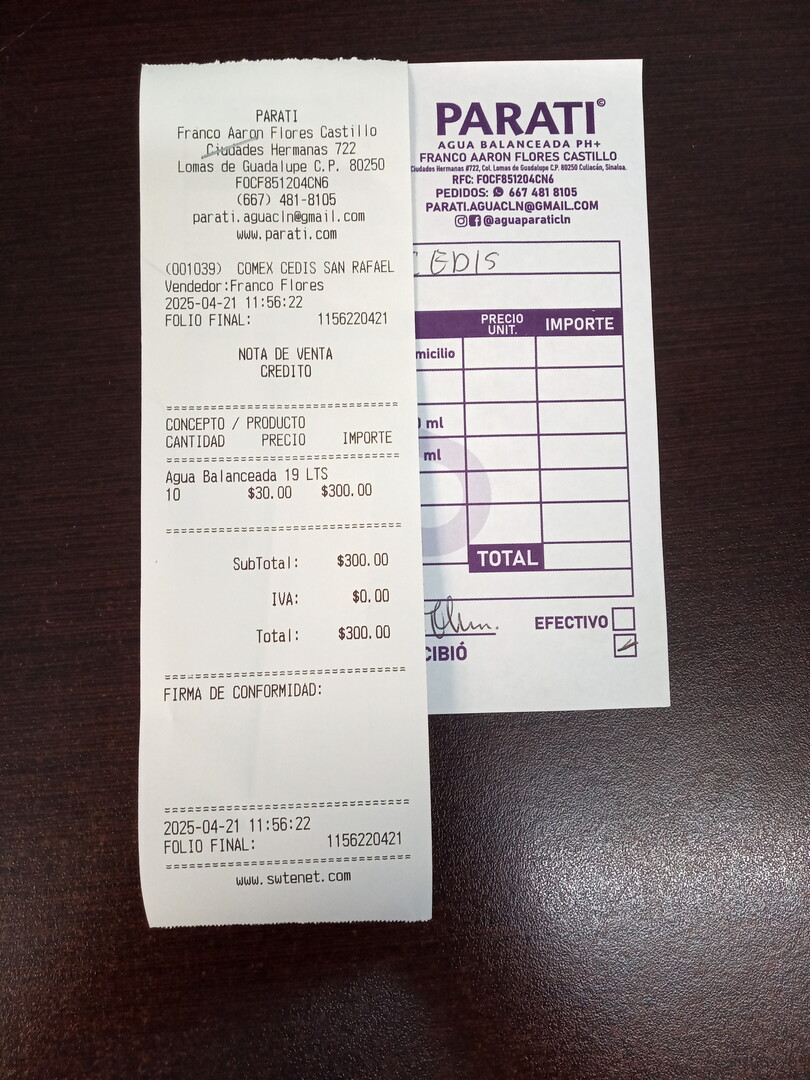 PARATI
Franco Aaron Flores Castillo
Ciudades Hermanas 722
Lomas de Guadalupe C.P. 80250
FOCF851204CN6
(667) 481-8105
parati.aguacln@gmail.com
www.parati.com
(001039) COMEX CEDIS SAN RAFAEL
Vendedor:Franco Flores
2025-04-21 11:56:22
FOLIO FINAL: 1156220421
NOTA DE VENTA
CREDITO
CONCEPTO / PRODUCTO
CANTIDAD PRECIO IMPORTE
Agua Balanceada 19 LTS
10 $30.00 $300.00
SubTotal: $300.00
IVA: $0.00
Total: $300.00
FIRMA DE CONFORMIDAD:
2025-04-21 11:56:22
FOLIO FINAL: 1156220421
www.swtenet.com
PARATI©
AGUA BALANCEADA PH+
FRANCO AARON FLORES CASTILLO
Ciudades Hermanas #722, Col. Lomas de Guadalupe C.P. 80250 Culiacán, Sinaloa.
RFC: FOCF851204CN6
PEDIDOS: 667 481 8105
PARATI.AGUACLN@GMAIL.COM
@aguaparaticln
CEDIS
PRECIO
UNIT. IMPORTE
micilio
ml
ml
TOTAL
EFECTIVO
CIBIÓ